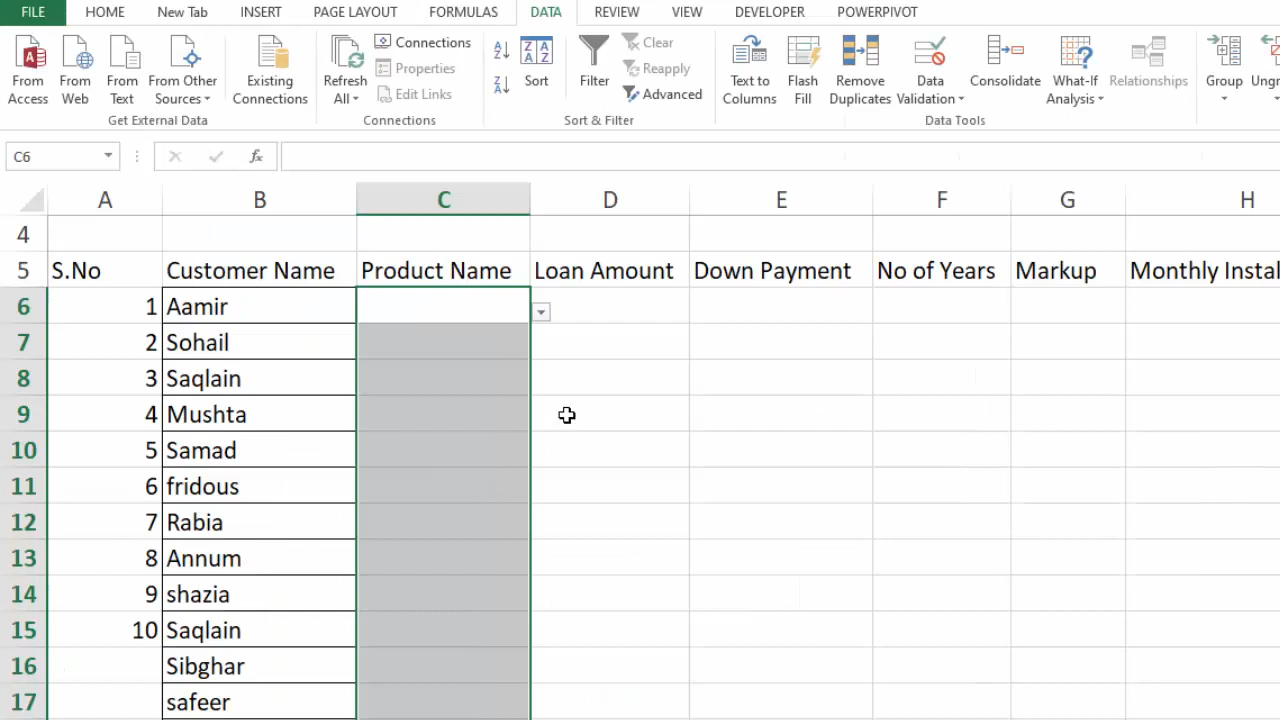 FILE HOME New Tab INSERT PAGE LAYOUT FORMULAS DATA REVIEW VIEW DEVELOPER POWERPIVOT
From Access
From Web
From Text
From Other Sources
Existing Connections
Get External Data
Refresh All
Connections
Properties
Edit Links
Connections
Sort
Filter
Clear
Reapply
Advanced
Sort & Filter
Text to Columns
Flash Fill
Remove Duplicates
Data Validation
Consolidate
What-If Analysis
Relationships
Data Tools
Group
Ungr
C6 fx
A B C D E F G H
4
5 S.No Customer Name Product Name Loan Amount Down Payment No of Years Markup Monthly Instal
6 1 Aamir
7 2 Sohail
8 3 Saqlain
9 4 Mushta
10 5 Samad
11 6 fridous
12 7 Rabia
13 8 Annum
14 9 shazia
15 10 Saqlain
16 Sibghar
17 safeer